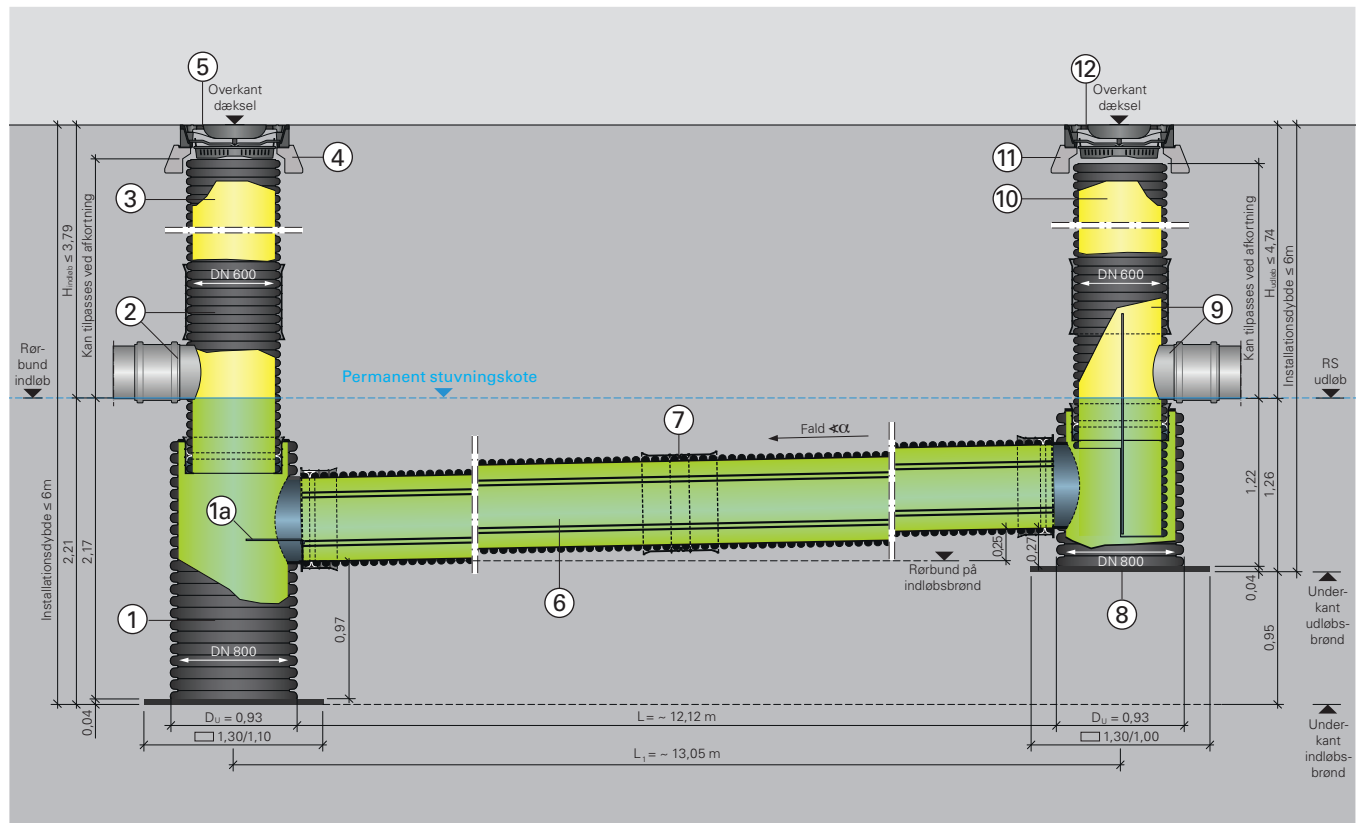 5
Overkant
dæksel
12
Overkant
dæksel
4
11
3
10
Installationsdybde ≤ 6m
H indløb ≤ 3,79
Kan tilpasses ved afkortning
Kan tilpasses ved afkortning
H udløb ≤ 4,74
Installationsdybde ≤ 6m
DN 600
DN 600
2
9
Rør-
bund
indløb
Permanent stuvningskote
RS
udløb
7
Fald ∢α
1a
2,21
2,17
1,22
1,26
0,25
0,27
Rørbund på
indløbsbrønd
6
DN 800
8
0,04
Under-
kant
udløbs-
brønd
1
0,97
0,95
DN 800
0,04
Du = 0,93
L = ~ 12,12 m
Du = 0,93
1,30/1,10
1,30/1,00
L1 = ~ 13,05 m
Under-
kant
indløbs-
brønd